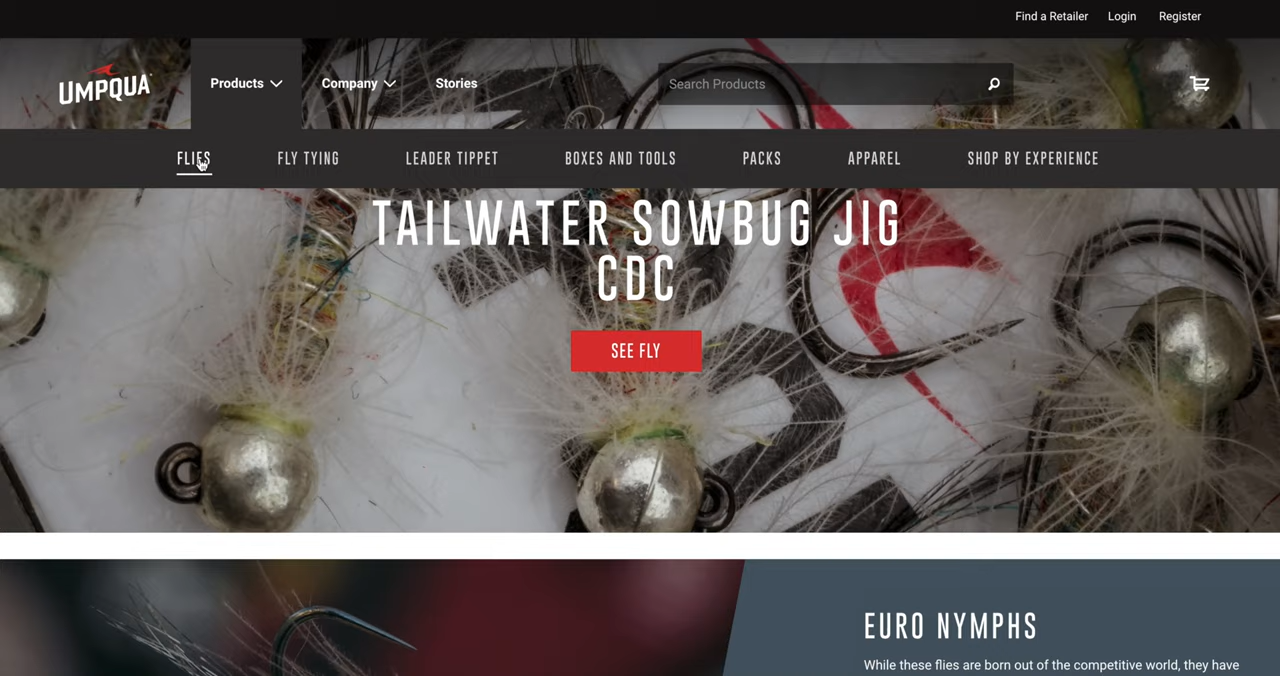 Find a Retailer Login Register
UMPQUA Products Company Stories Search Products
FLIES FLY TYING LEADER TIPPET BOXES AND TOOLS PACKS APPAREL SHOP BY EXPERIENCE
TAILWATER SOWBUG JIG
CDC
SEE FLY
EURO NYMPHS
While these flies are born out of the competitive world, they have